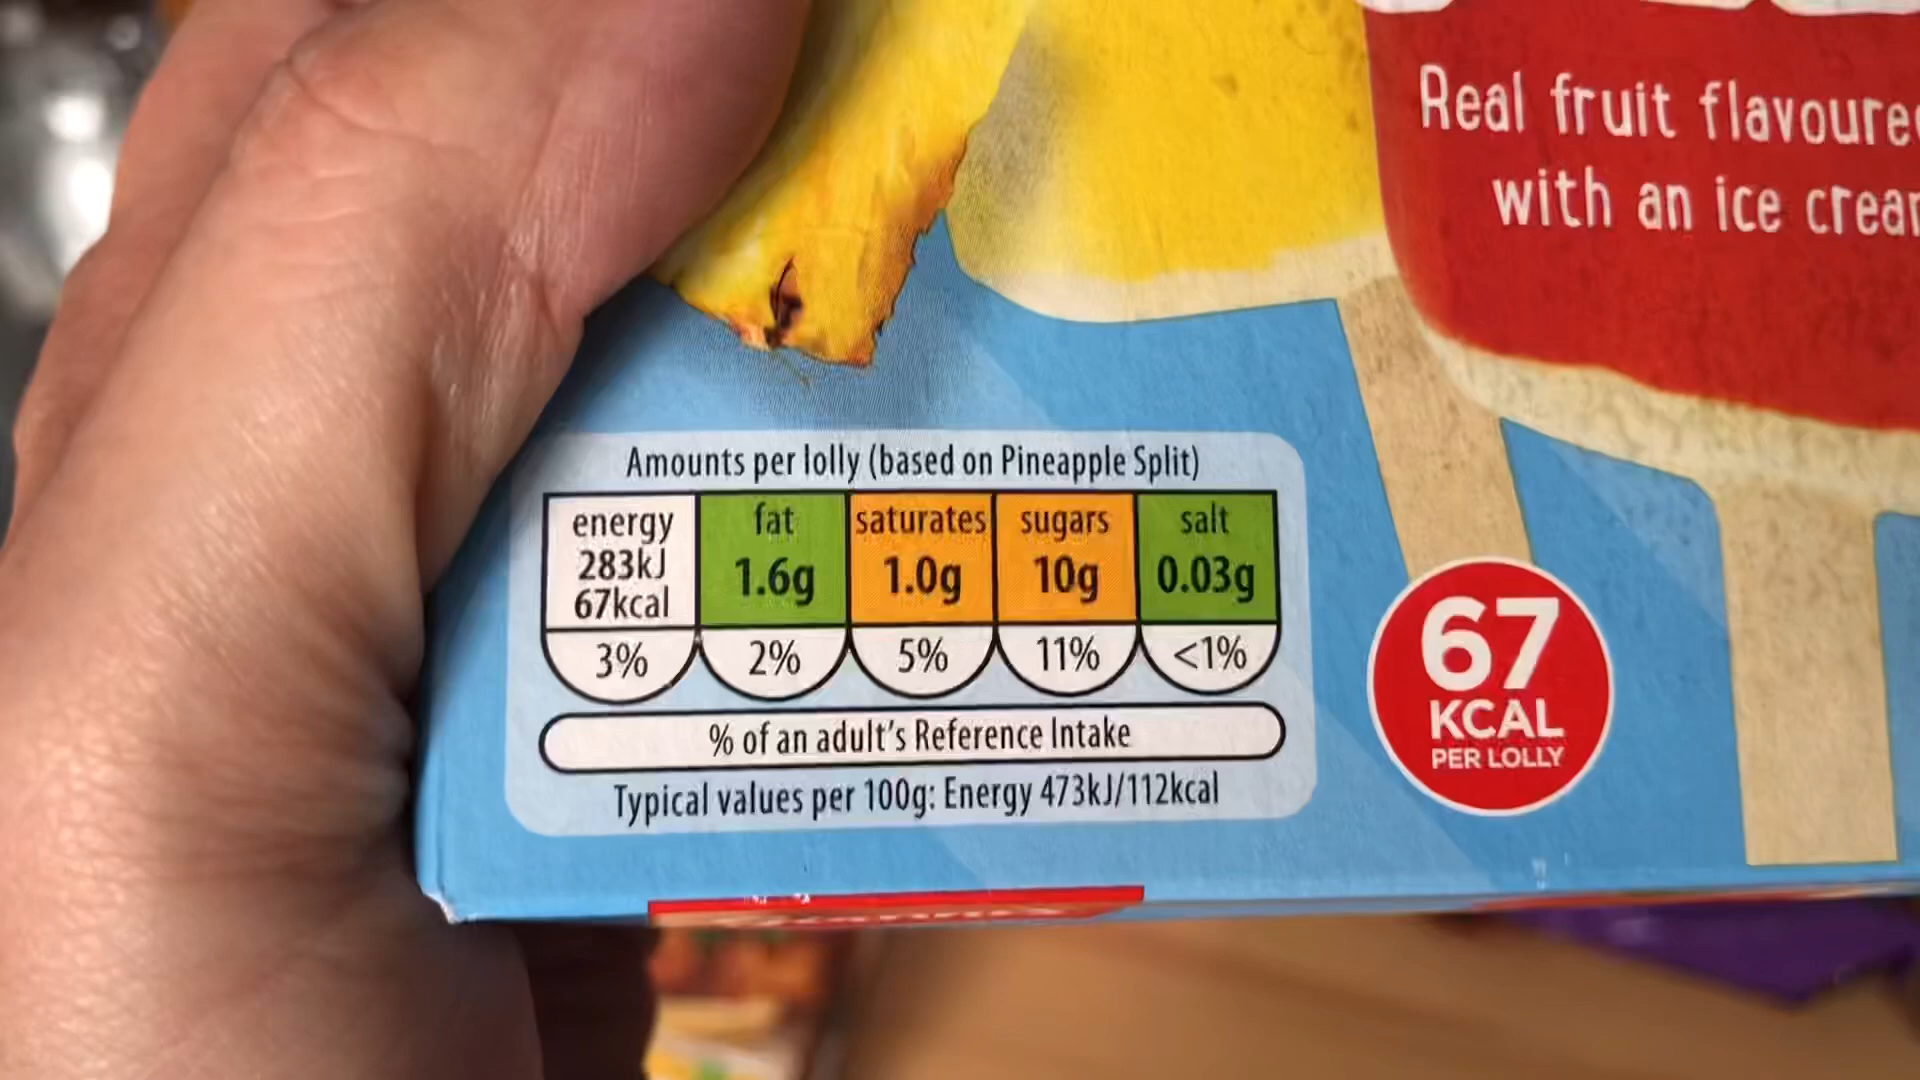 Real fruit flavoured
with an ice cream
Amounts per lolly (based on Pineapple Split)
energy fat saturates sugars salt
283kJ
67kcal 1.6g 1.0g 10g 0.03g
3% 2% 5% 11% <1%
% of an adult's Reference Intake
Typical values per 100g: Energy 473kJ/112kcal
67
KCAL
PER LOLLY